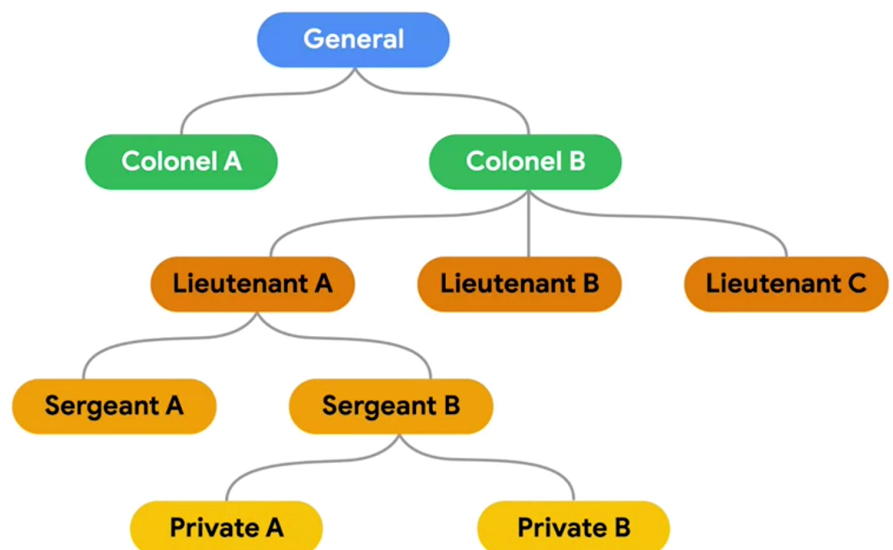 General
Colonel A
Colonel B
Lieutenant A
Lieutenant B
Lieutenant C
Sergeant A
Sergeant B
Private A
Private B